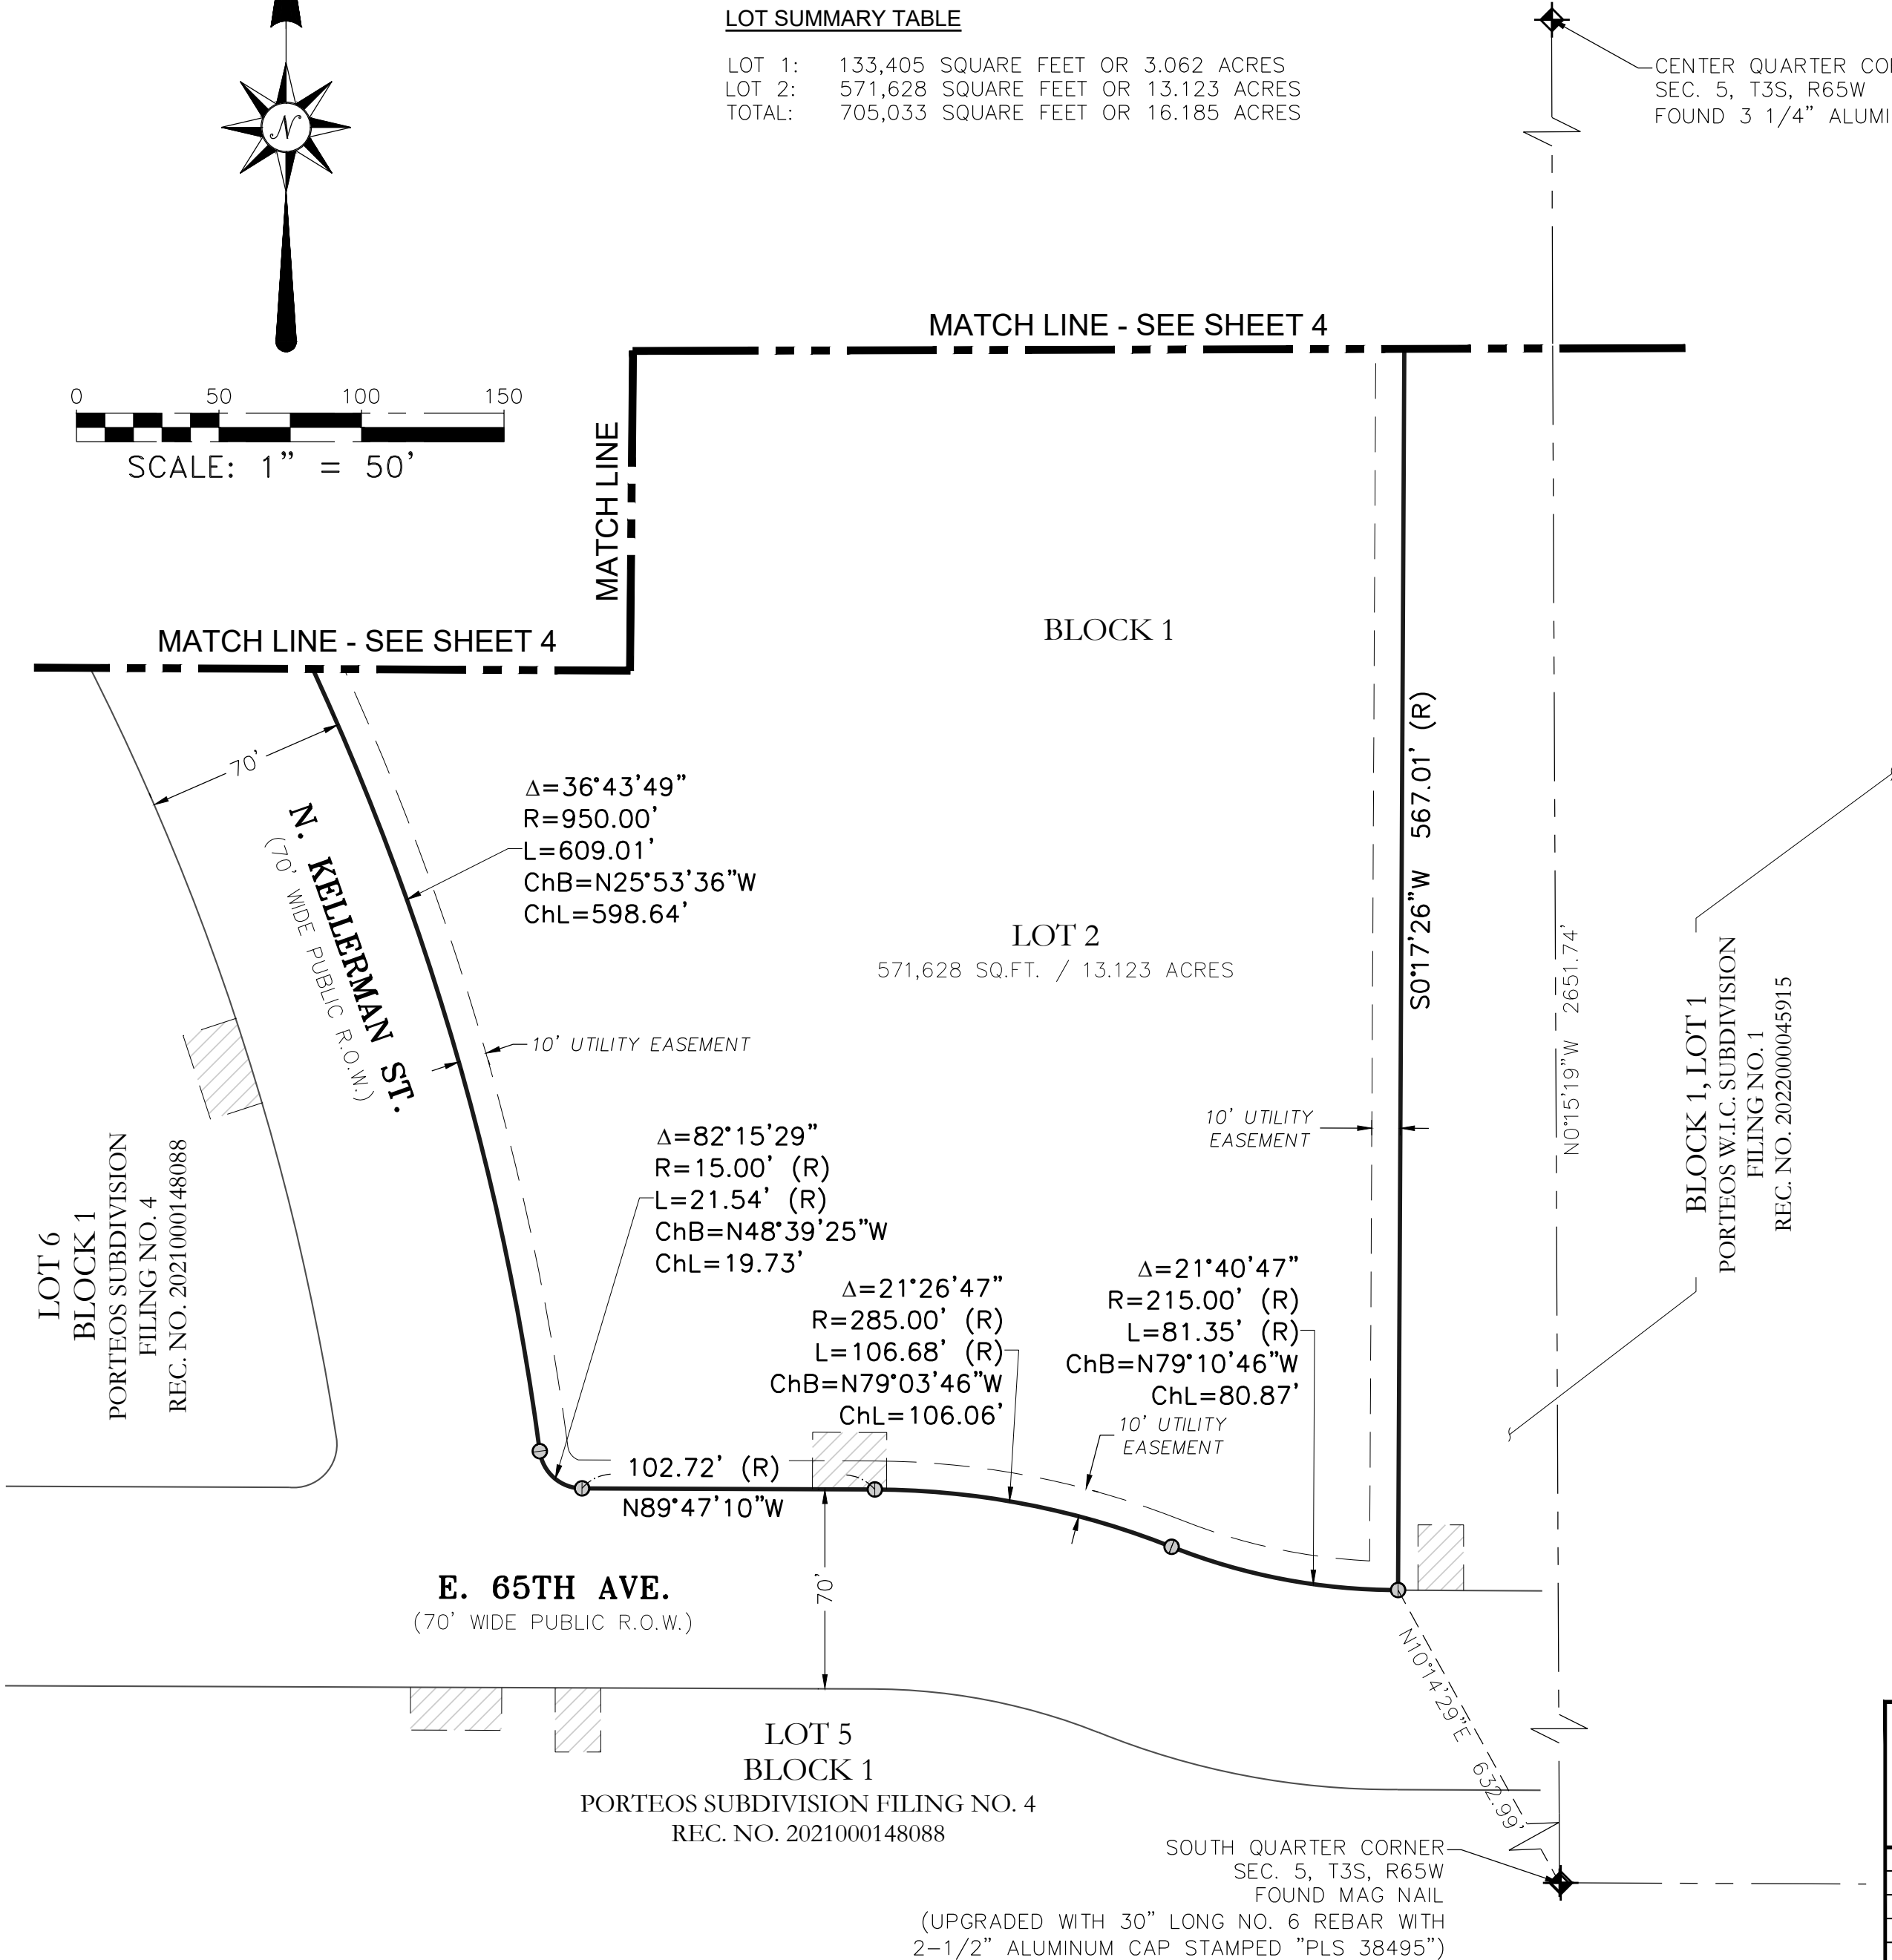 LOT SUMMARY TABLE
LOT 1: 133,405 SQUARE FEET OR 3.062 ACRES
LOT 2: 571,628 SQUARE FEET OR 13.123 ACRES
TOTAL: 705,033 SQUARE FEET OR 16.185 ACRES
CENTER QUARTER
SEC. 5, T3S, R65W
FOUND 3 1/4"
N
0 50 100 150
SCALE: 1" = 50'
MATCH LINE - SEE SHEET 4
MATCH LINE
MATCH LINE - SEE SHEET 4
BLOCK 1
S0°17'26"W 567.01' (R)
70'
N. KELLERMAN ST.
(70' WIDE PUBLIC R.O.W.)
Δ=36°43'49"
R=950.00'
L=609.01'
ChB=N25°53'36"W
ChL=598.64'
LOT 2
571,628 SQ.FT. / 13.123 ACRES
N0°15'19"W 2651.74'
BLOCK 1, LOT 1
PORTEOS W.I.C. SUBDIVISION
FILING NO. 1
REC. NO. 2022000045915
10' UTILITY EASEMENT
10' UTILITY
EASEMENT
LOT 6
BLOCK 1
PORTEOS SUBDIVISION
FILING NO. 4
REC. NO. 2021000148088
Δ=82°15'29"
R=15.00' (R)
L=21.54' (R)
ChB=N48°39'25"W
ChL=19.73'
Δ=21°26'47"
R=285.00' (R)
L=106.68' (R)
ChB=N79°03'46"W
ChL=106.06'
Δ=21°40'47"
R=215.00' (R)
L=81.35' (R)
ChB=N79°10'46"W
ChL=80.87'
10' UTILITY
EASEMENT
102.72' (R)
N89°47'10"W
E. 65TH AVE.
(70' WIDE PUBLIC R.O.W.)
70'
N10°14'29"E 632.99'
LOT 5
BLOCK 1
PORTEOS SUBDIVISION FILING NO. 4
REC. NO. 2021000148088
SOUTH QUARTER CORNER
SEC. 5, T3S, R65W
FOUND MAG NAIL
(UPGRADED WITH 30" LONG NO. 6 REBAR WITH
2-1/2" ALUMINUM CAP STAMPED "PLS 38495")